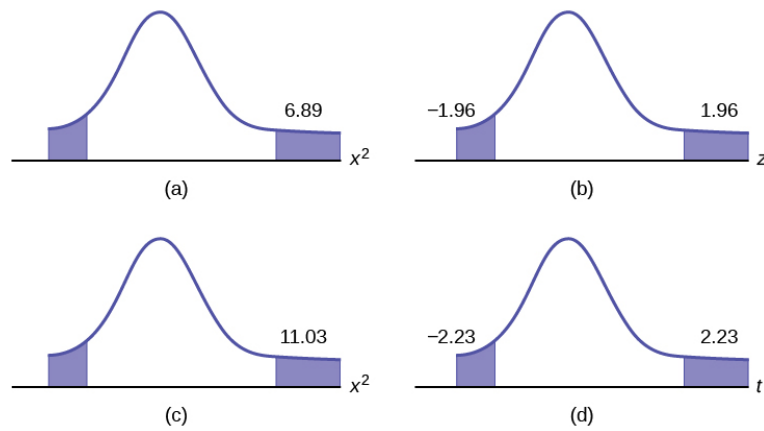 6.89
x²
(a)
−1.96 1.96
z
(b)
11.03
x²
(c)
−2.23 2.23
t
(d)